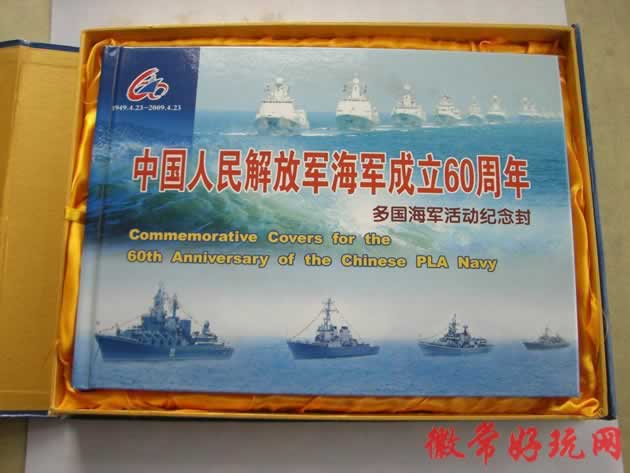 1949.4.23-2009.4.23
中国人民解放军海军成立60周年
多国海军活动纪念封
Commemorative Covers for the
60th Anniversary of the Chinese PLA Navy
徽常好玩网